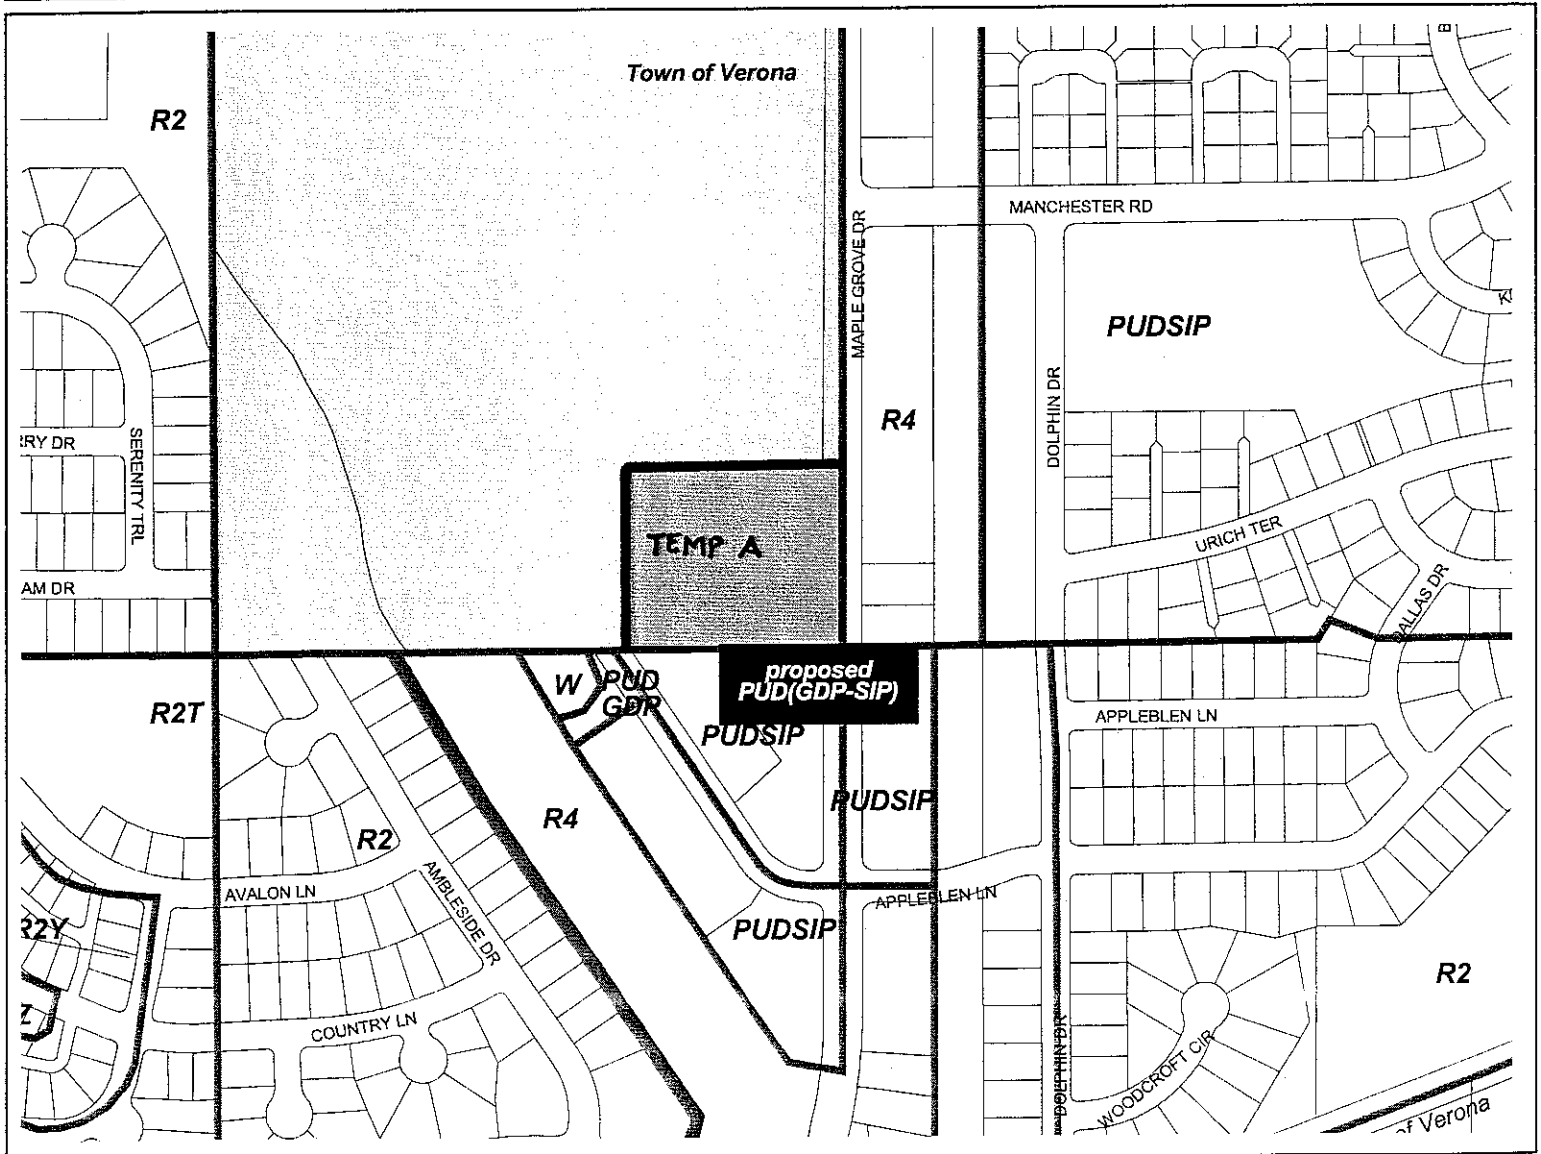 Town of Verona
R2
MANCHESTER RD
MAPLE GROVE DR
PUDSIP
R4
DOLPHIN DR
RRY DR
SERENITY TRL
URICH TER
TEMP A
AM DR
DALLAS DR
proposed
PUD(GDP-SIP)
W
PUD
GDP
R2T
PUDSIP
APPLEBLEN LN
PUDSIP
R4
R2
AMBLESIDE DR
AVALON LN
APPLEBLEN LN
R2Y
PUDSIP
R2
Z
COUNTRY LN
DOLPHIN DR
WOODCROFT CIR
of Verona